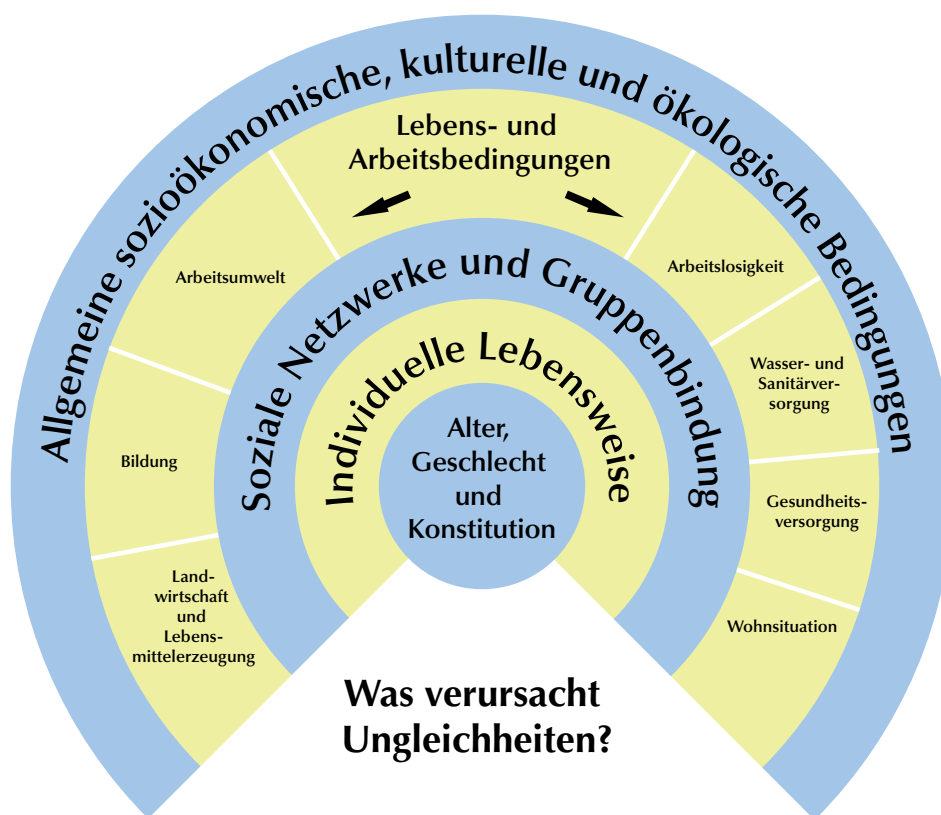 Allgemeine sozioökonomische, kulturelle und ökologische Bedingungen
Lebens- und
Arbeitsbedingungen
Soziale Netzwerke und Gruppenbindung
Individuelle Lebensweise
Alter,
Geschlecht
und
Konstitution
Land-
wirtschaft
und
Lebens-
mittelerzeugung
Bildung
Arbeitsumwelt
Arbeitslosigkeit
Wasser- und
Sanitärver-
sorgung
Gesundheits-
versorgung
Wohnsituation
Was verursacht
Ungleichheiten?